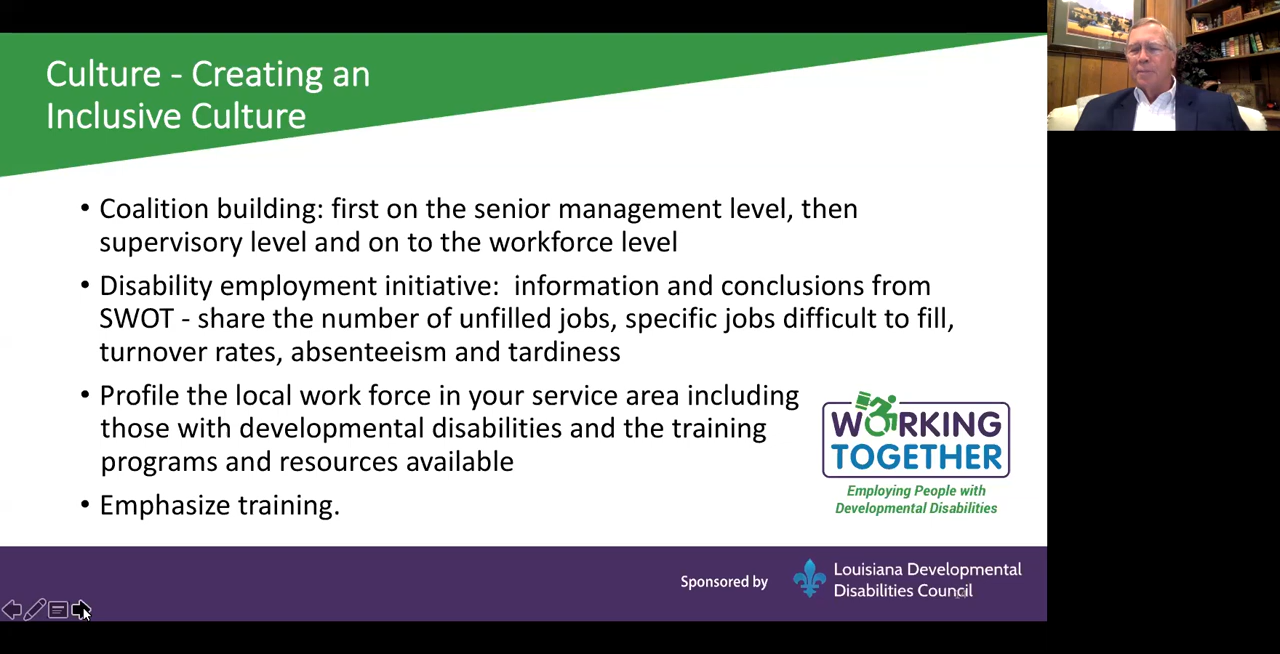 Culture - Creating an
Inclusive Culture
• Coalition building: first on the senior management level, then
supervisory level and on to the workforce level
• Disability employment initiative:  information and conclusions from
SWOT - share the number of unfilled jobs, specific jobs difficult to fill,
turnover rates, absenteeism and tardiness
• Profile the local work force in your service area including
those with developmental disabilities and the training
programs and resources available
• Emphasize training.
WORKING
TOGETHER
Employing People with
Developmental Disabilities
Sponsored by
Louisiana Developmental
Disabilities Council